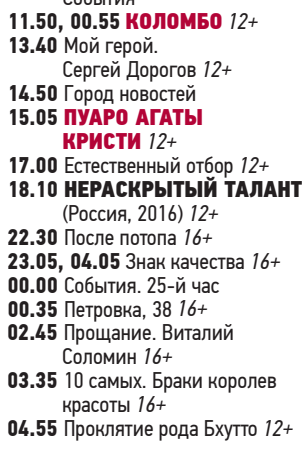 События
11.50, 00.55 КОЛОМБО 12+
13.40 Мой герой.
Сергей Дорогов 12+
14.50 Город новостей
15.05 ПУАРО АГАТЫ
КРИСТИ 12+
17.00 Естественный отбор 12+
18.10 НЕРАСКРЫТЫЙ ТАЛАНТ
(Россия, 2016) 12+
22.30 После потопа 16+
23.05, 04.05 Знак качества 16+
00.00 События. 25-й час
00.35 Петровка, 38 16+
02.45 Прощание. Виталий
Соломин 16+
03.35 10 самых. Браки королев
красоты 16+
04.55 Проклятие рода Бхутто 12+